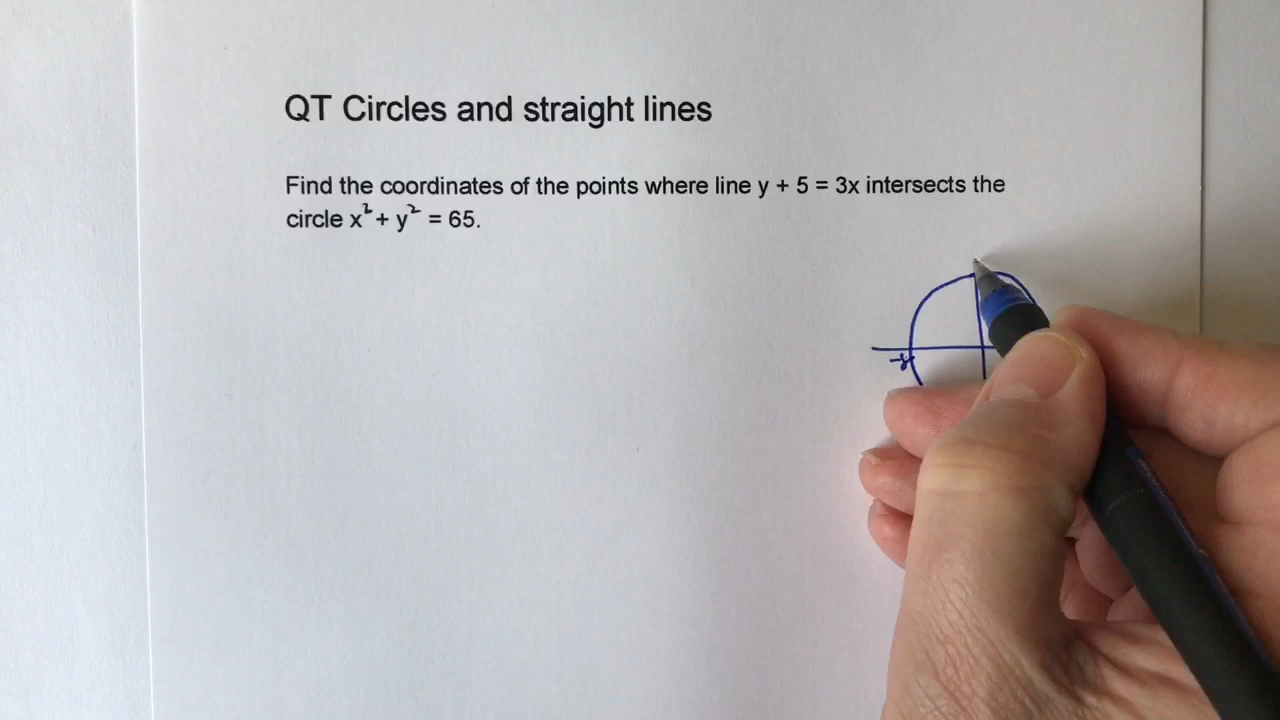 QT Circles and straight lines
Find the coordinates of the points where line y + 5 = 3x intersects the
circle x² + y² = 65.
-8